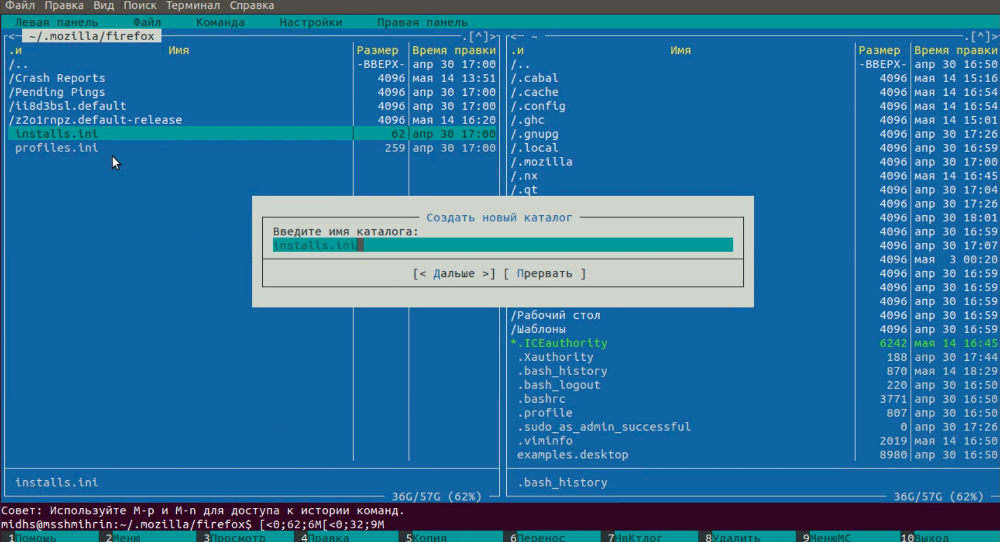 Файл Правка Вид Поиск Терминал Справка
Левая панель Файл Команда Настройки Правая панель
<─ ~/.mozilla/firefox .[^]>
.и Имя Размер Время правки
/.. -ВВЕРХ- апр 30 17:00
/Crash Reports 4096 мая 14 13:51
/Pending Pings 4096 апр 30 17:00
/ii8d3bsl.default 4096 апр 30 17:00
/z2o1rnpz.default-release 4096 мая 14 16:20
installs.ini 62 апр 30 17:00
profiles.ini 259 апр 30 17:00
installs.ini
36G/57G (62%)
<─ ~ .[^]>
.и Имя Размер Время правки
/.. -ВВЕРХ- апр 30 16:50
/.cabal 4096 мая 14 15:16
/.cache 4096 мая 14 16:54
/.config 4096 мая 14 16:54
/.ghc 4096 мая 14 15:01
/.gnupg 4096 апр 30 17:26
/.local 4096 апр 30 16:59
/.mozilla 4096 апр 30 17:00
/.nx 4096 мая 14 16:45
/.qt 4096 апр 30 17:04
4096 апр 30 17:26
4096 апр 30 18:01
4096 апр 30 16:59
4096 апр 30 17:07
4096 мая 3 00:20
4096 апр 30 16:59
4096 апр 30 16:59
4096 апр 30 16:59
/Рабочий стол 4096 апр 30 16:59
/Шаблоны 4096 апр 30 16:59
*.ICEauthority 6242 мая 14 16:45
.Xauthority 188 апр 30 17:44
.bash_history 870 мая 14 18:29
.bash_logout 220 апр 30 16:50
.bashrc 3771 апр 30 16:50
.profile 807 апр 30 16:50
.sudo_as_admin_successful 0 апр 30 17:26
.viminfo 2019 мая 14 16:50
examples.desktop 8980 апр 30 16:50
.bash_history
36G/57G (62%)
Создать новый каталог
Введите имя каталога:
installs.ini
[< Дальше >] [ Прервать ]
Совет: Используйте M-p и M-n для доступа к истории команд.
midhs@msshmihrin:~/.mozilla/firefox$ [<0;62;6M[<0;32;9M
1Помощь 2Меню 3Просмотр 4Правка 5Копия 6Перенос 7НвКтлог 8Удалить 9МенюMC 10Выход